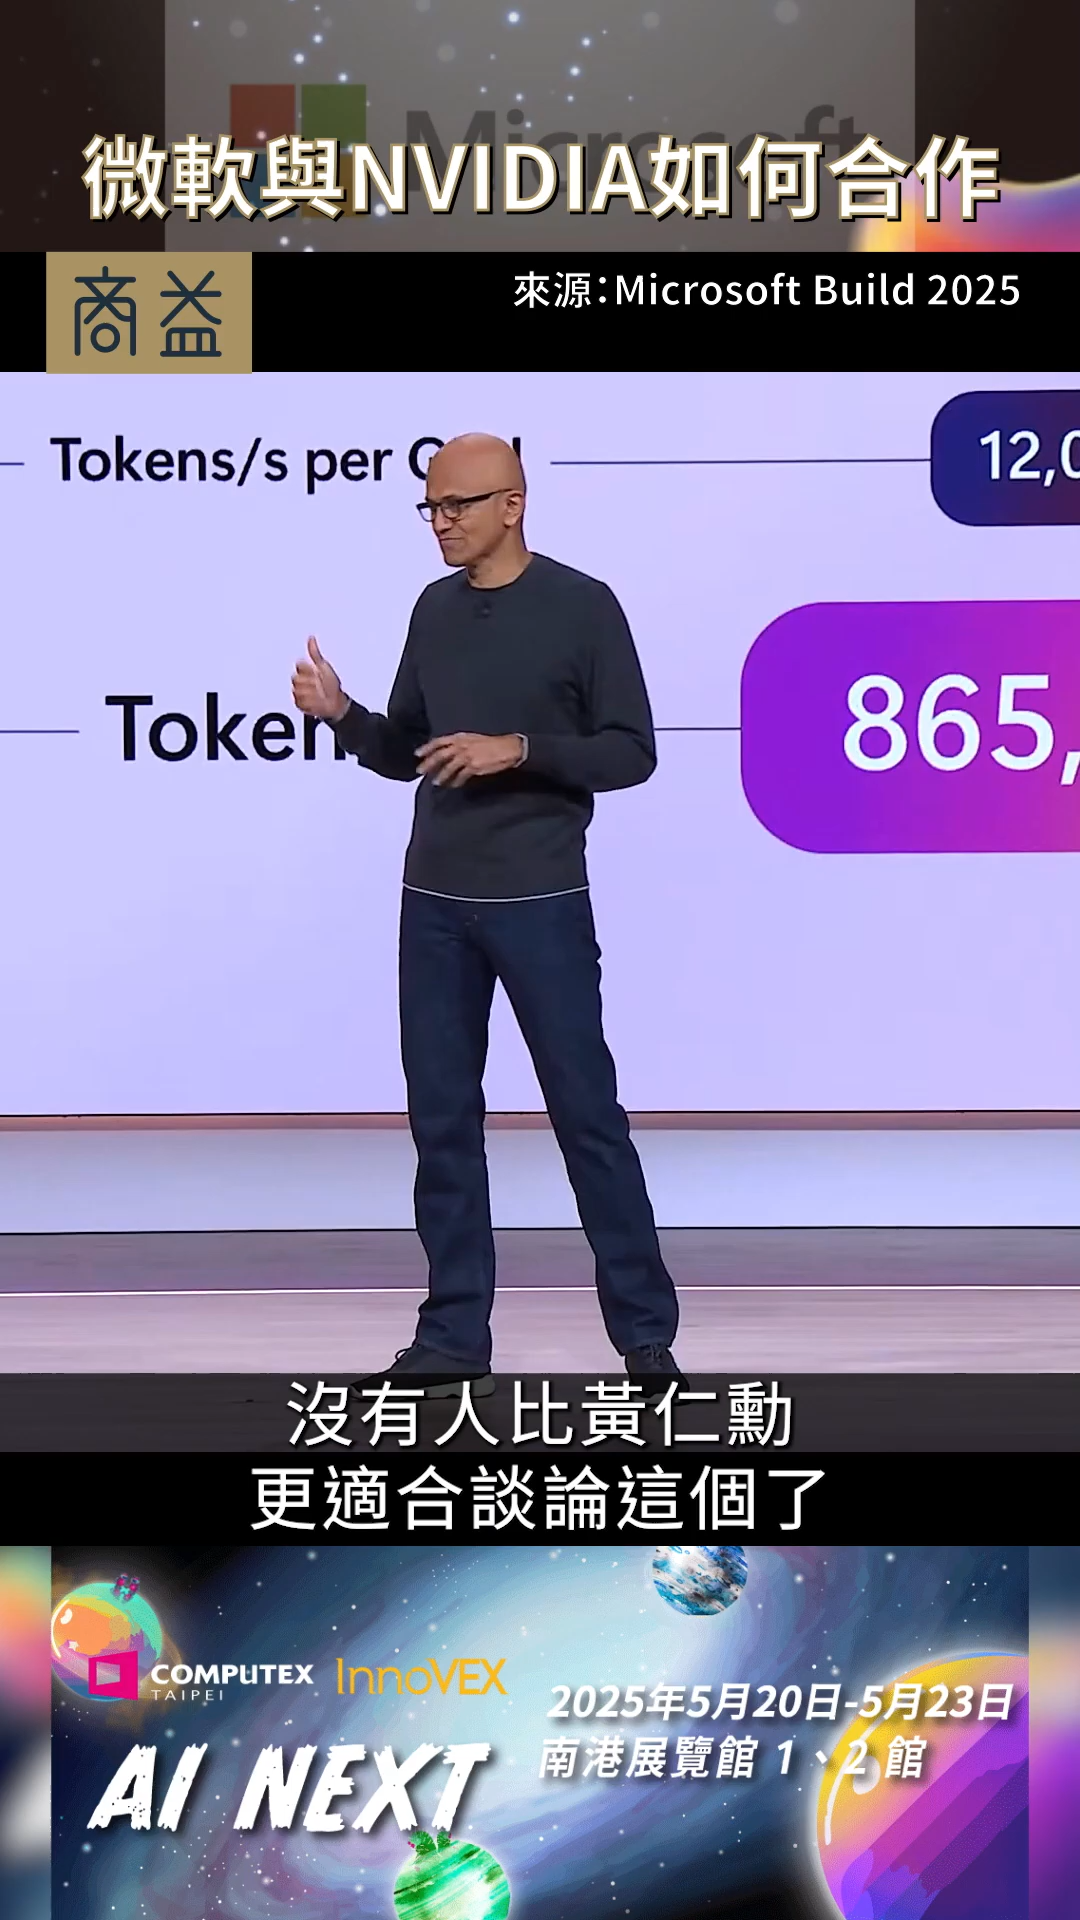 Microsoft
微軟與NVIDIA如何合作
商益
來源:Microsoft Build 2025
Tokens/s per G
12,0
Token
865,
沒有人比黃仁勳
更適合談論這個了
COMPUTEX
TAIPEI
InnoVEX
2025年5月20日-5月23日
南港展覽館 1、2 館
AI NEXT